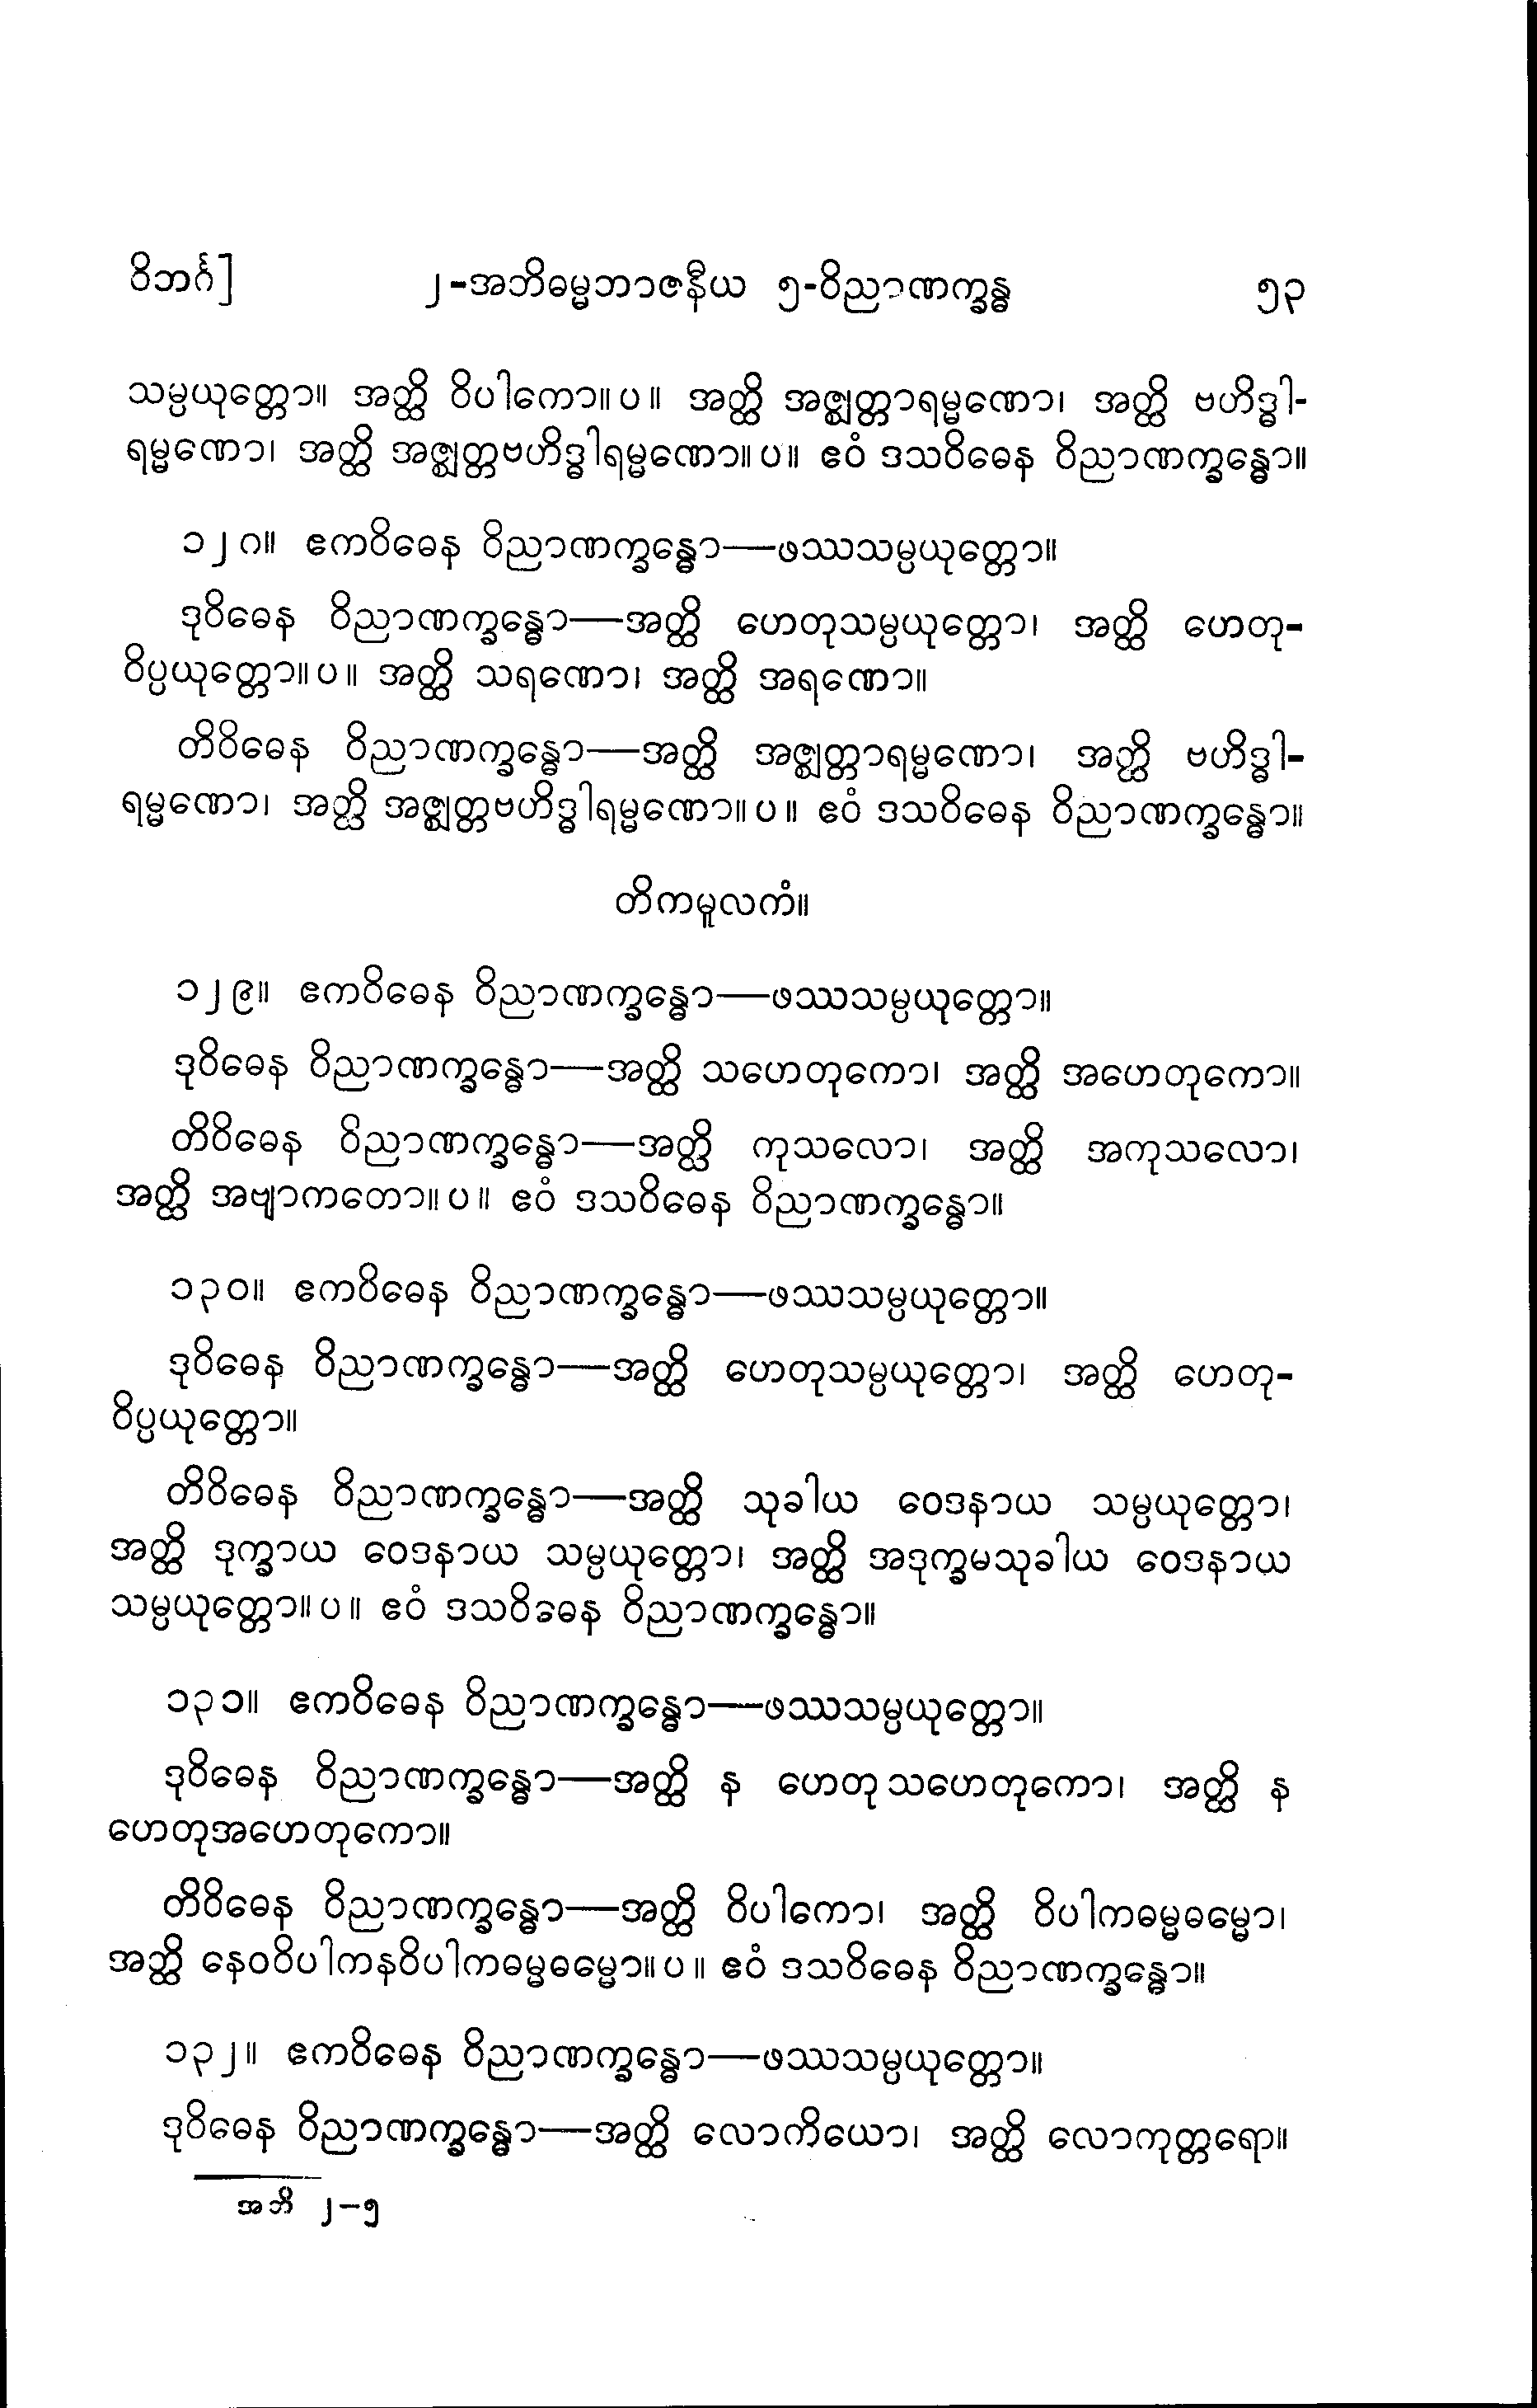 ဝိဘင်္ဂ]
၂-အဘိဓမ္မဘာဇနီယ ၅-ဝိညာဏက္ခန္ဓ
၅၃
သမ္ပယုတ္တော။ အတ္ထိ ဝိပါကော။ပ။ အတ္ထိ အဇ္ဈတ္တာရမ္မဏော၊ အတ္ထိ ဗဟိဒ္ဓါ-
ရမ္မဏော၊ အတ္ထိ အဇ္ဈတ္တဗဟိဒ္ဓါရမ္မဏော။ပ။ ဧဝံ ဒသဝိဓေန ဝိညာဏက္ခန္ဓော။
၁၂၈။ ဧကဝိဓေန ဝိညာဏက္ခန္ဓော—ဖဿသမ္ပယုတ္တော။
ဒုဝိဓေန ဝိညာဏက္ခန္ဓော—အတ္ထိ ဟေတုသမ္ပယုတ္တော၊ အတ္ထိ ဟေတု-
ဝိပ္ပယုတ္တော။ပ။ အတ္ထိ သရဏော၊ အတ္ထိ အရဏော။
တိဝိဓေန ဝိညာဏက္ခန္ဓော—အတ္ထိ အဇ္ဈတ္တာရမ္မဏော၊ အတ္ထိ ဗဟိဒ္ဓါ-
ရမ္မဏော၊ အတ္ထိ အဇ္ဈတ္တဗဟိဒ္ဓါရမ္မဏော။ပ။ ဧဝံ ဒသဝိဓေန ဝိညာဏက္ခန္ဓော။
တိကမူလကံ။
၁၂၉။ ဧကဝိဓေန ဝိညာဏက္ခန္ဓော—ဖဿသမ္ပယုတ္တော။
ဒုဝိဓေန ဝိညာဏက္ခန္ဓော—အတ္ထိ သဟေတုကော၊ အတ္ထိ အဟေတုကော။
တိဝိဓေန ဝိညာဏက္ခန္ဓော—အတ္ထိ ကုသလော၊ အတ္ထိ အကုသလော၊
အတ္ထိ အဗျာကတော။ပ။ ဧဝံ ဒသဝိဓေန ဝိညာဏက္ခန္ဓော။
၁၃၀။ ဧကဝိဓေန ဝိညာဏက္ခန္ဓော—ဖဿသမ္ပယုတ္တော။
ဒုဝိဓေန ဝိညာဏက္ခန္ဓော—အတ္ထိ ဟေတုသမ္ပယုတ္တော၊ အတ္ထိ ဟေတု-
ဝိပ္ပယုတ္တော။
တိဝိဓေန ဝိညာဏက္ခန္ဓော—အတ္ထိ သုခါယ ဝေဒနာယ သမ္ပယုတ္တော၊
အတ္ထိ ဒုက္ခာယ ဝေဒနာယ သမ္ပယုတ္တော၊ အတ္ထိ အဒုက္ခမသုခါယ ဝေဒနာယ
သမ္ပယုတ္တော။ပ။ ဧဝံ ဒသဝိဓေန ဝိညာဏက္ခန္ဓော။
၁၃၁။ ဧကဝိဓေန ဝိညာဏက္ခန္ဓော—ဖဿသမ္ပယုတ္တော။
ဒုဝိဓေန ဝိညာဏက္ခန္ဓော—အတ္ထိ န ဟေတု သဟေတုကော၊ အတ္ထိ န
ဟေတုအဟေတုကော။
တိဝိဓေန ဝိညာဏက္ခန္ဓော—အတ္ထိ ဝိပါကော၊ အတ္ထိ ဝိပါကဓမ္မဓမ္မော၊
အတ္ထိ နေဝဝိပါကနဝိပါကဓမ္မဓမ္မော။ပ။ ဧဝံ ဒသဝိဓေန ဝိညာဏက္ခန္ဓော။
၁၃၂။ ဧကဝိဓေန ဝိညာဏက္ခန္ဓော—ဖဿသမ္ပယုတ္တော။
ဒုဝိဓေန ဝိညာဏက္ခန္ဓော—အတ္ထိ လောကိယော၊ အတ္ထိ လောကုတ္တရော။
အဘိ ၂-၅